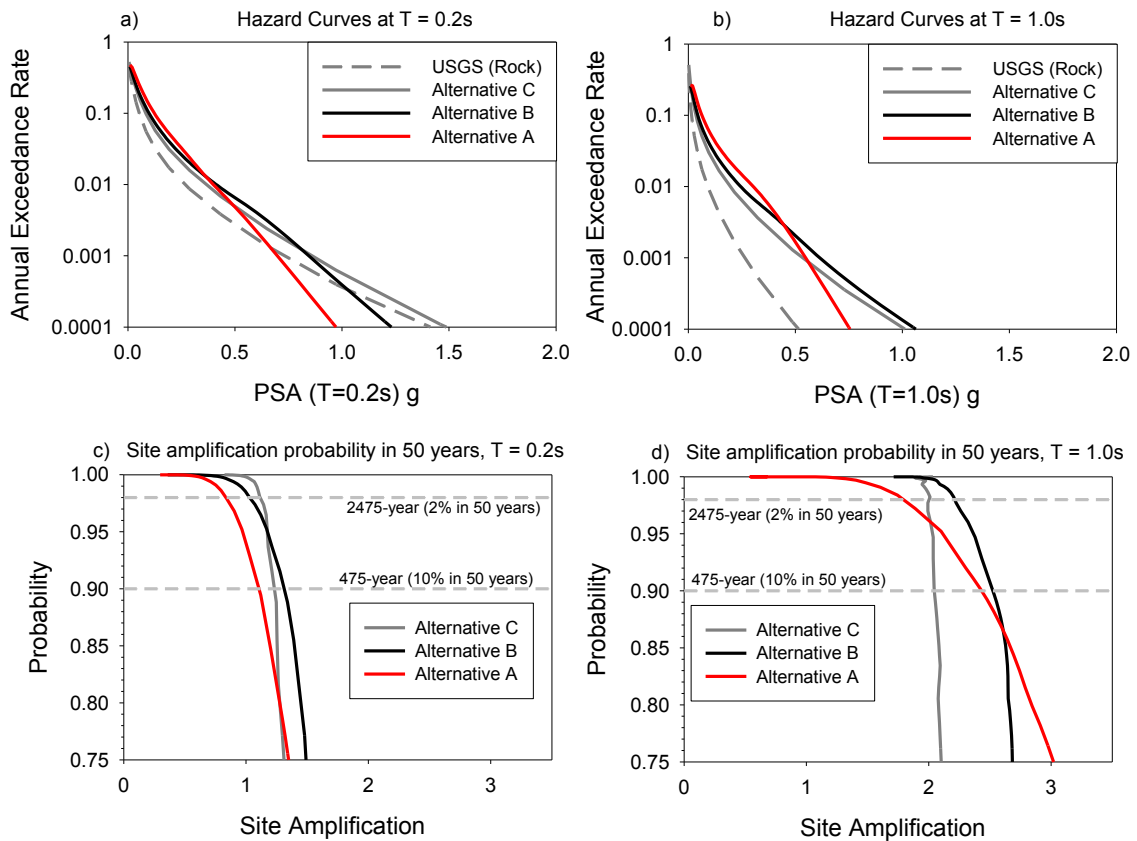 a) Hazard Curves at T = 0.2s
Annual Exceedance Rate
1
0.1
0.01
0.001
0.0001
USGS (Rock)
Alternative C
Alternative B
Alternative A
0.0 0.5 1.0 1.5 2.0
PSA (T=0.2s) g
b) Hazard Curves at T = 1.0s
Annual Exceedance Rate
1
0.1
0.01
0.001
0.0001
USGS (Rock)
Alternative C
Alternative B
Alternative A
0.0 0.5 1.0 1.5 2.0
PSA (T=1.0s) g
c) Site amplification probability in 50 years, T = 0.2s
Probability
1.00
0.95
0.90
0.85
0.80
0.75
2475-year (2% in 50 years)
475-year (10% in 50 years)
Alternative C
Alternative B
Alternative A
0 1 2 3
Site Amplification
d) Site amplification probability in 50 years, T = 1.0s
Probability
1.00
0.95
0.90
0.85
0.80
0.75
2475-year (2% in 50 years)
475-year (10% in 50 years)
Alternative C
Alternative B
Alternative A
0 1 2 3
Site Amplification